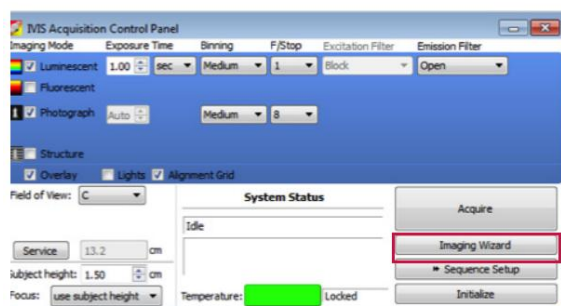 IVIS Acquisition Control Panel
Imaging Mode Exposure Time Binning F/Stop Excitation Filter Emission Filter
Luminescent 1.00 sec Medium 1 Block Open
Fluorescent
Photograph Auto Medium 8
Structure
Overlay Lights Alignment Grid
Field of View: C System Status Acquire
Idle
Service 13.2 cm Imaging Wizard
Subject height: 1.50 cm Sequence Setup
Focus: use subject height Temperature: Locked Initialize